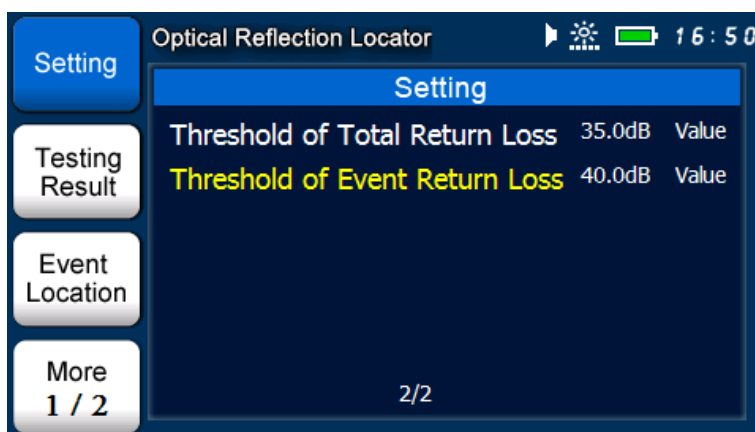 Setting
Optical Reflection Locator
16:50
Setting
Threshold of Total Return Loss 35.0dB Value
Threshold of Event Return Loss 40.0dB Value
Testing
Result
Event
Location
More
1 / 2
2/2